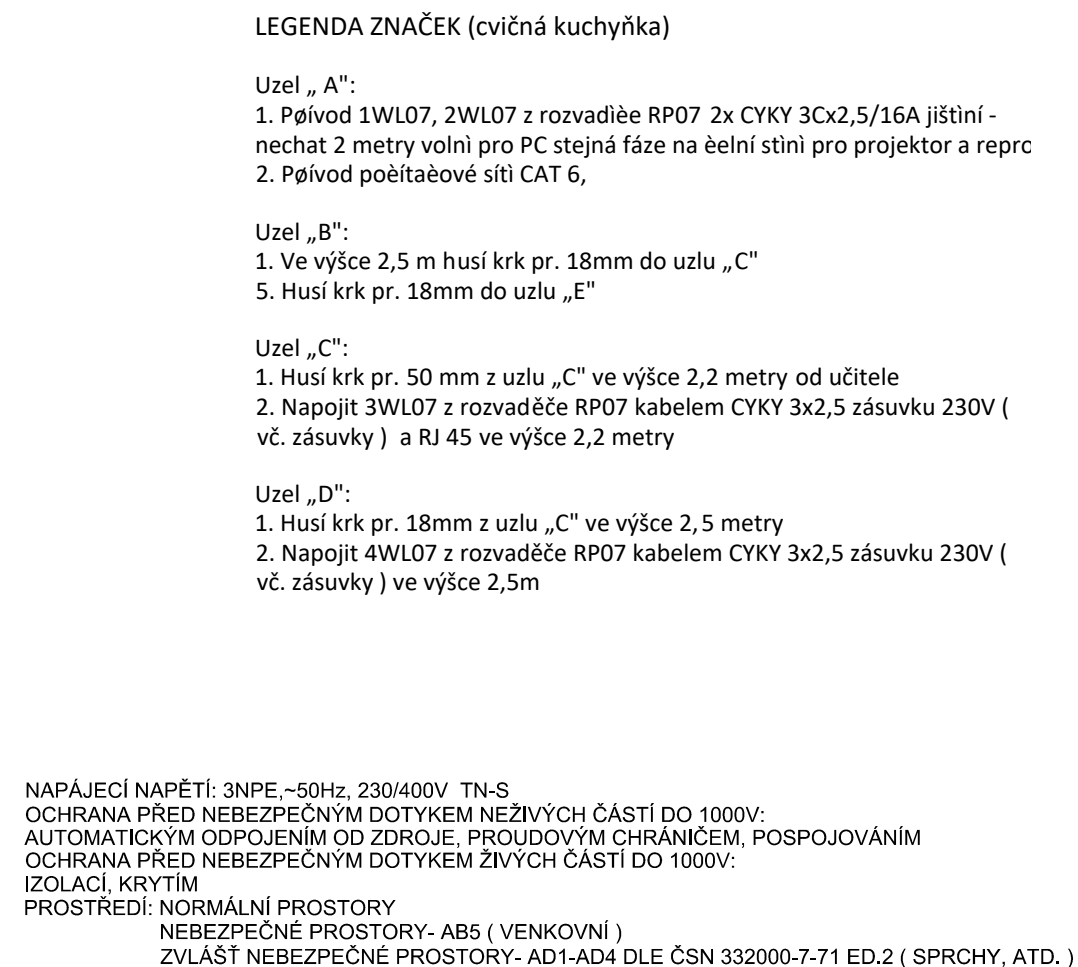 LEGENDA ZNAČEK (cvičná kuchyňka)
Uzel „ A":
1. Pøívod 1WL07, 2WL07 z rozvadìèe RP07 2x CYKY 3Cx2,5/16A jištìní -
nechat 2 metry volnì pro PC stejná fáze na èelní stìnì pro projektor a repro
2. Pøívod poèítaèové sítì CAT 6,
Uzel „B":
1. Ve výšce 2,5 m husí krk pr. 18mm do uzlu „C"
5. Husí krk pr. 18mm do uzlu „E"
Uzel „C":
1. Husí krk pr. 50 mm z uzlu „C" ve výšce 2,2 metry od učitele
2. Napojit 3WL07 z rozvaděče RP07 kabelem CYKY 3x2,5 zásuvku 230V (
vč. zásuvky ) a RJ 45 ve výšce 2,2 metry
Uzel „D":
1. Husí krk pr. 18mm z uzlu „C" ve výšce 2,5 metry
2. Napojit 4WL07 z rozvaděče RP07 kabelem CYKY 3x2,5 zásuvku 230V (
vč. zásuvky ) ve výšce 2,5m
NAPÁJECÍ NAPĚTÍ: 3NPE,~50Hz, 230/400V TN-S
OCHRANA PŘED NEBEZPEČNÝM DOTYKEM NEŽIVÝCH ČÁSTÍ DO 1000V:
AUTOMATICKÝM ODPOJENÍM OD ZDROJE, PROUDOVÝM CHRÁNIČEM, POSPOJOVÁNÍM
OCHRANA PŘED NEBEZPEČNÝM DOTYKEM ŽIVÝCH ČÁSTÍ DO 1000V:
IZOLACÍ, KRYTÍM
PROSTŘEDÍ: NORMÁLNÍ PROSTORY
NEBEZPEČNÉ PROSTORY- AB5 ( VENKOVNÍ )
ZVLÁŠŤ NEBEZPEČNÉ PROSTORY- AD1-AD4 DLE ČSN 332000-7-71 ED.2 ( SPRCHY, ATD. )